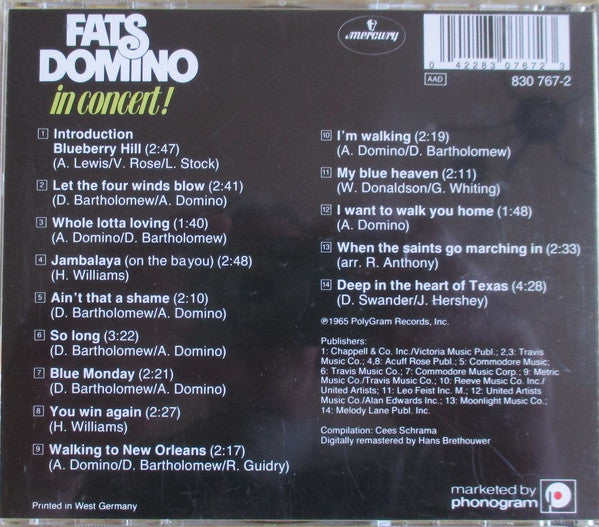 FATS
DOMINO
in concert!
mercury
0 42283 07672 3
AAD
830 767-2
1 Introduction
Blueberry Hill (2:47)
(A. Lewis/V. Rose/L. Stock)
2 Let the four winds blow (2:41)
(D. Bartholomew/A. Domino)
3 Whole lotta loving (1:40)
(A. Domino/D. Bartholomew)
4 Jambalaya (on the bayou) (2:48)
(H. Williams)
5 Ain't that a shame (2:10)
(D. Bartholomew/A. Domino)
6 So long (3:22)
(D. Bartholomew/A. Domino)
7 Blue Monday (2:21)
(D. Bartholomew/A. Domino)
8 You win again (2:27)
(H. Williams)
9 Walking to New Orleans (2:17)
(A. Domino/D. Bartholomew/R. Guidry)
10 I'm walking (2:19)
(A. Domino/D. Bartholomew)
11 My blue heaven (2:11)
(W. Donaldson/G. Whiting)
12 I want to walk you home (1:48)
(A. Domino)
13 When the saints go marching in (2:33)
(arr. R. Anthony)
14 Deep in the heart of Texas (4:28)
(D. Swander/J. Hershey)
℗1965 PolyGram Records, Inc.
Publishers:
1: Chappell & Co. Inc./Victoria Music Publ.; 2,3: Travis
Music Co.; 4,8: Acuff Rose Publ.; 5: Commodore Music;
6: Travis Music Co.; 7: Commodore Music Corp.; 9: Metric
Music Co./Travis Music Co.; 10: Reeve Music Co. Inc./
United Artists; 11: Leo Feist Inc. M.; 12: United Artists
Music Co./Alan Edwards Inc.; 13: Moonlight Music Co.;
14: Melody Lane Publ. Inc.
Compilation: Cees Schrama
Digitally remastered by Hans Brethouwer
Printed in West Germany
marketed by
phonogram